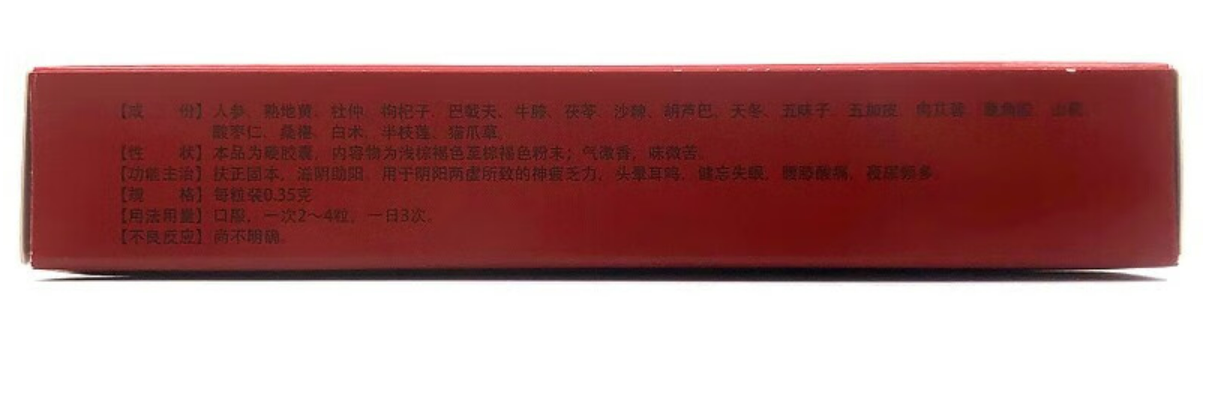 【成　　份】人参、熟地黄、杜仲、枸杞子、巴戟天、牛膝、茯苓、沙棘、胡芦巴、天冬、五味子、五加皮、肉苁蓉、鹿角胶、
酸枣仁、桑椹、白术、半枝莲、猫爪草。
【性　　状】本品为硬胶囊，内容物为浅棕褐色至棕褐色粉末；气微香，味微苦。
【功能主治】扶正固本，滋阴助阳。用于阴阳两虚所致的神疲乏力，头晕耳鸣，健忘失眠，腰膝酸痛，夜尿频多。
【规　　格】每粒装0.35克
【用法用量】口服，一次2～4粒，一日3次。
【不良反应】尚不明确。